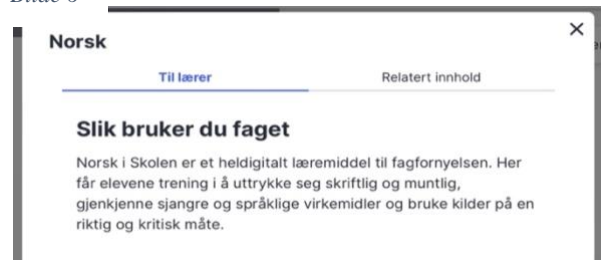 Norsk
Til lærer
Relatert innhold
Slik bruker du faget
Norsk i Skolen er et heldigitalt læremiddel til fagfornyelsen. Her
får elevene trening i å uttrykke seg skriftlig og muntlig,
gjenkjenne sjangre og språklige virkemidler og bruke kilder på en
riktig og kritisk måte.